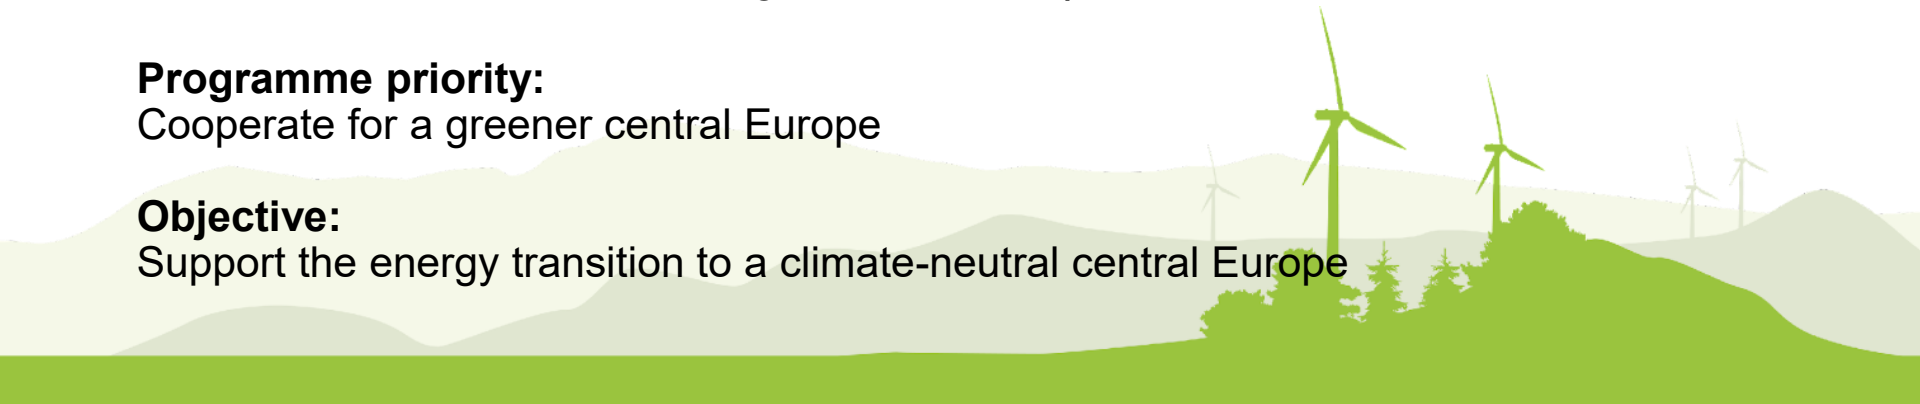 Programme priority:
Cooperate for a greener central Europe
Objective:
Support the energy transition to a climate-neutral central Europe